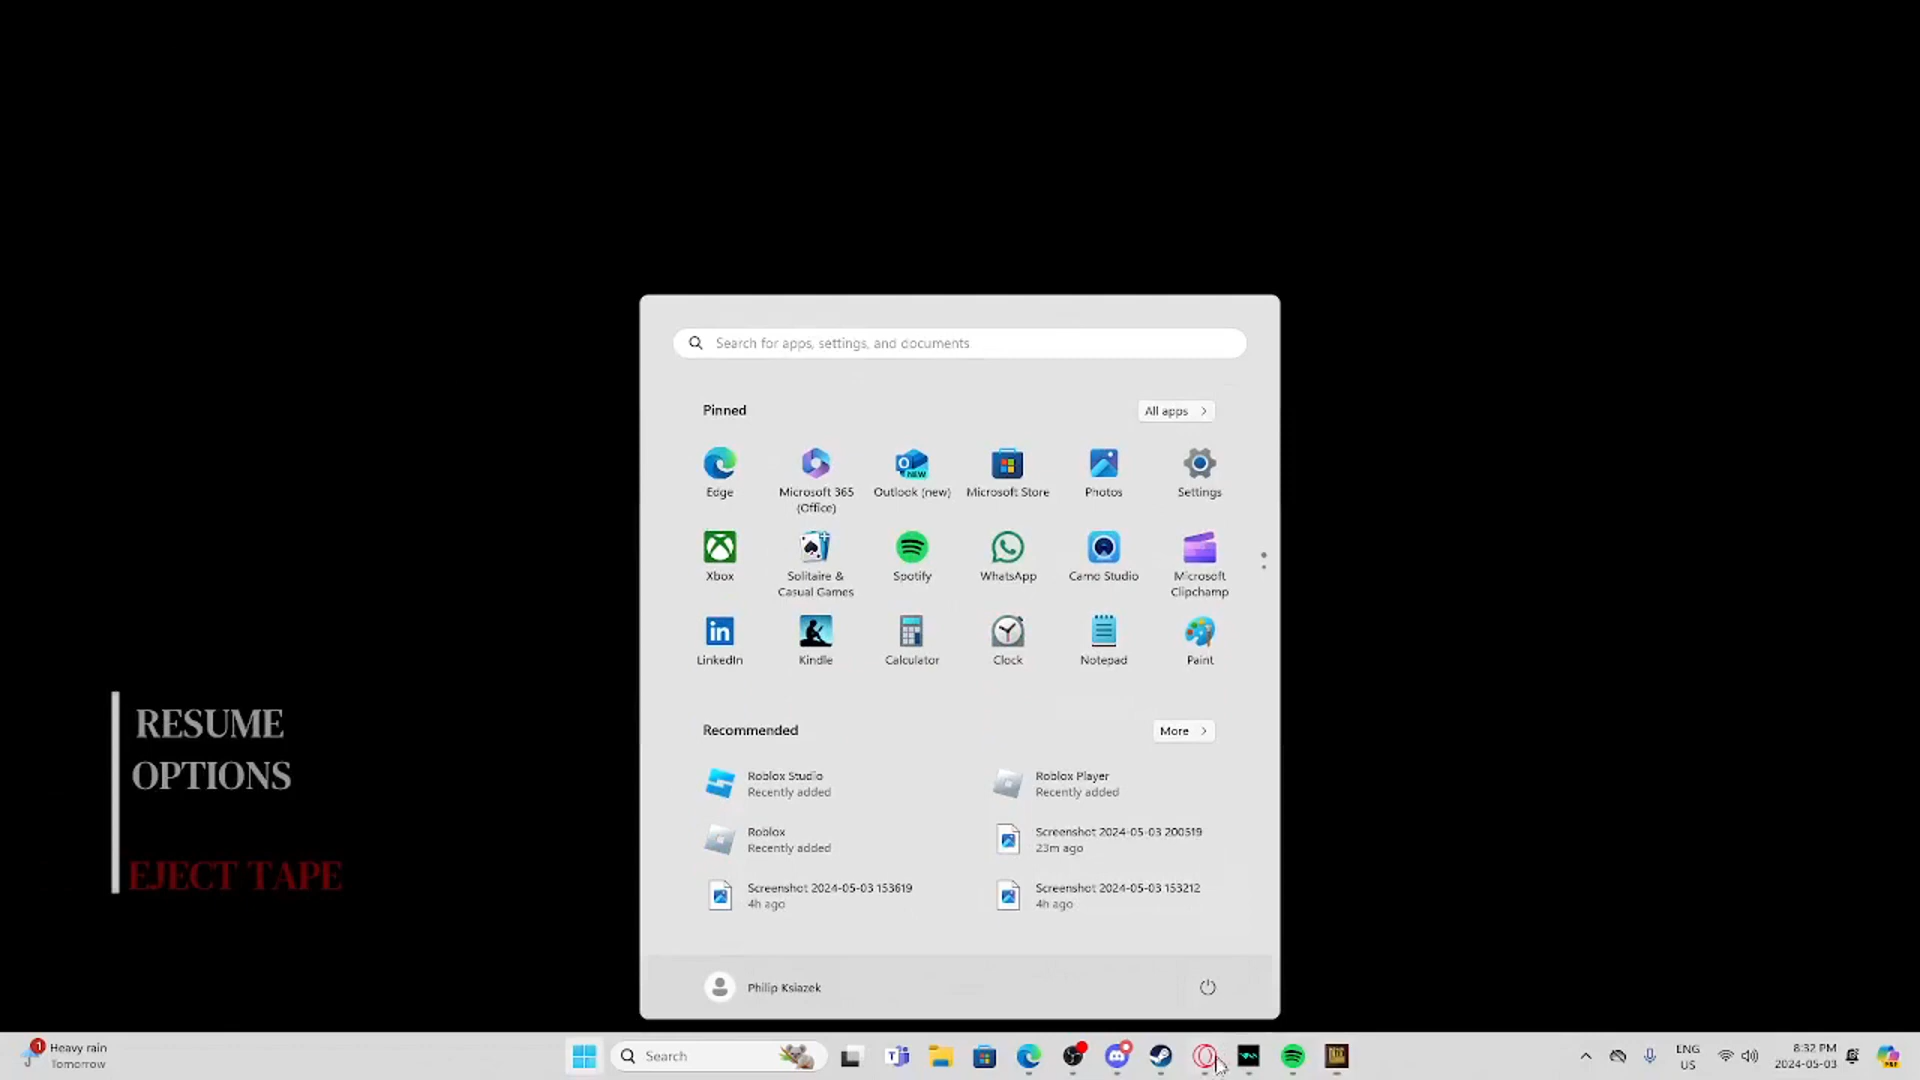 Search for apps, settings, and documents
Pinned
All apps
Edge
Microsoft 365
(Office)
Outlook (new)
NEW
Microsoft Store
Photos
Settings
Xbox
Solitaire &
Casual Games
Spotify
WhatsApp
Camo Studio
Microsoft
Clipchamp
in
LinkedIn
Kindle
Calculator
Clock
Notepad
Paint
RESUME
OPTIONS
EJECT TAPE
Recommended
More
Roblox Studio
Recently added
Roblox Player
Recently added
Roblox
Recently added
Screenshot 2024-05-03 200519
23m ago
Screenshot 2024-05-03 153619
4h ago
Screenshot 2024-05-03 153212
4h ago
Philip Ksiazek
1
Heavy rain
Tomorrow
Search
ENG
US
8:32 PM
2024-05-03